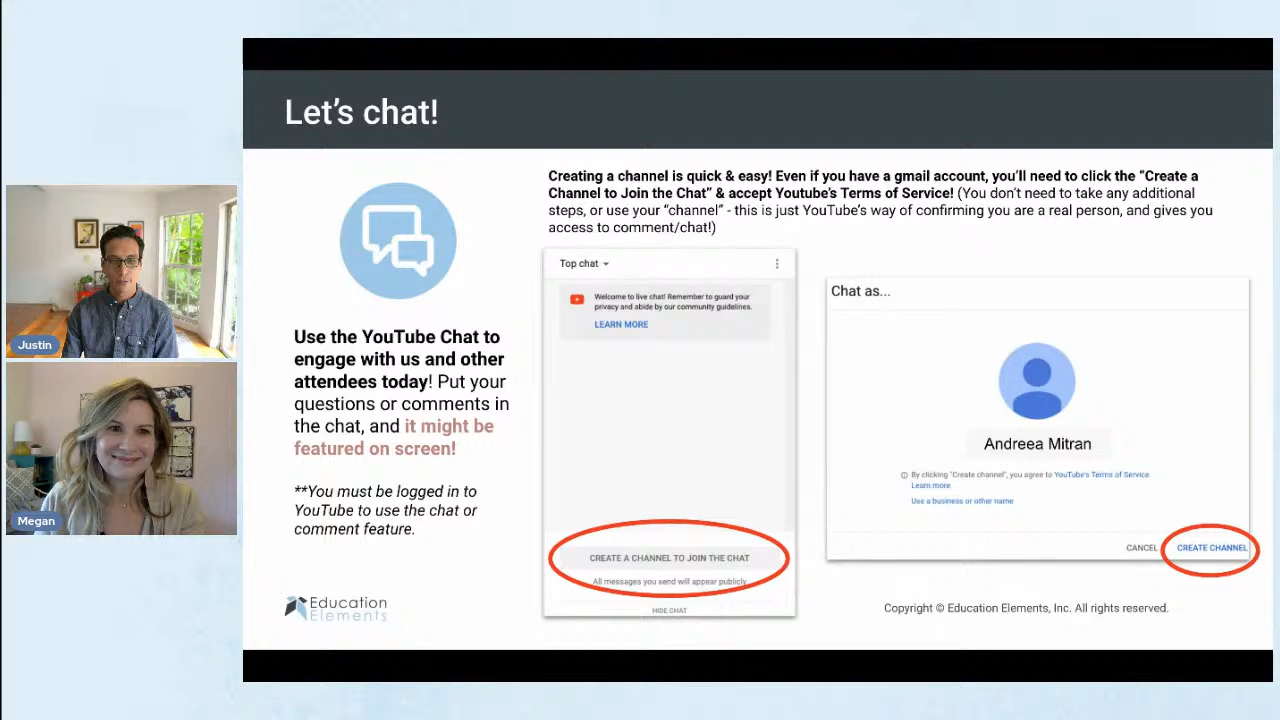 Let's chat!
Creating a channel is quick & easy! Even if you have a gmail account, you'll need to click the “Create a
Channel to Join the Chat” & accept Youtube's Terms of Service! (You don't need to take any additional
steps, or use your “channel” - this is just YouTube's way of confirming you are a real person, and gives you
access to comment/chat!)
Use the YouTube Chat to
engage with us and other
attendees today! Put your
questions or comments in
the chat, and it might be
featured on screen!
**You must be logged in to
YouTube to use the chat or
comment feature.
Education
Elements
Top chat
Welcome to live chat! Remember to guard your
privacy and abide by our community guidelines.
LEARN MORE
CREATE A CHANNEL TO JOIN THE CHAT
All messages you send will appear publicly.
HIDE CHAT
Chat as...
Andreea Mitran
By clicking "Create channel", you agree to YouTube's Terms of Service.
Learn more
Use a business or other name
CANCEL
CREATE CHANNEL
Copyright © Education Elements, Inc. All rights reserved.
Justin
Megan